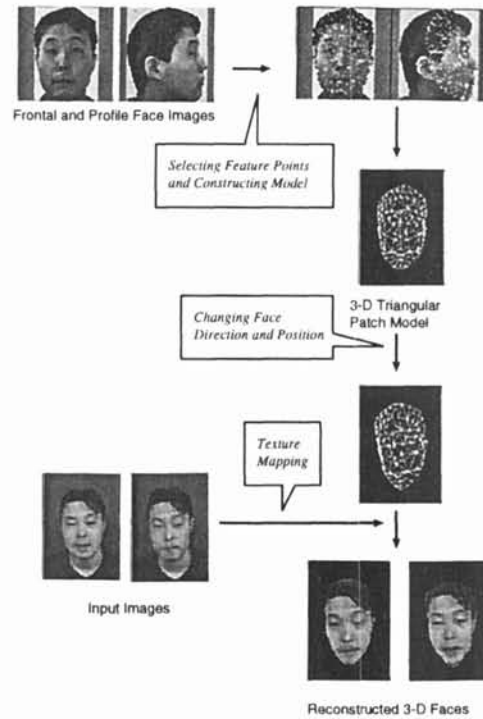 Frontal and Profile Face Images
Selecting Feature Points
and Constructing Model
3-D Triangular
Patch Model
Changing Face
Direction and Position
Texture
Mapping
Input Images
Reconstructed 3-D Faces